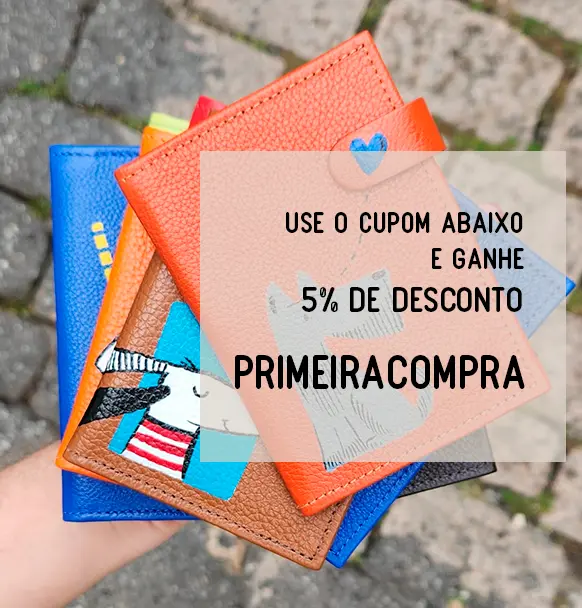 USE O CUPOM ABAIXO
E GANHE
5% DE DESCONTO
PRIMEIRACOMPRA